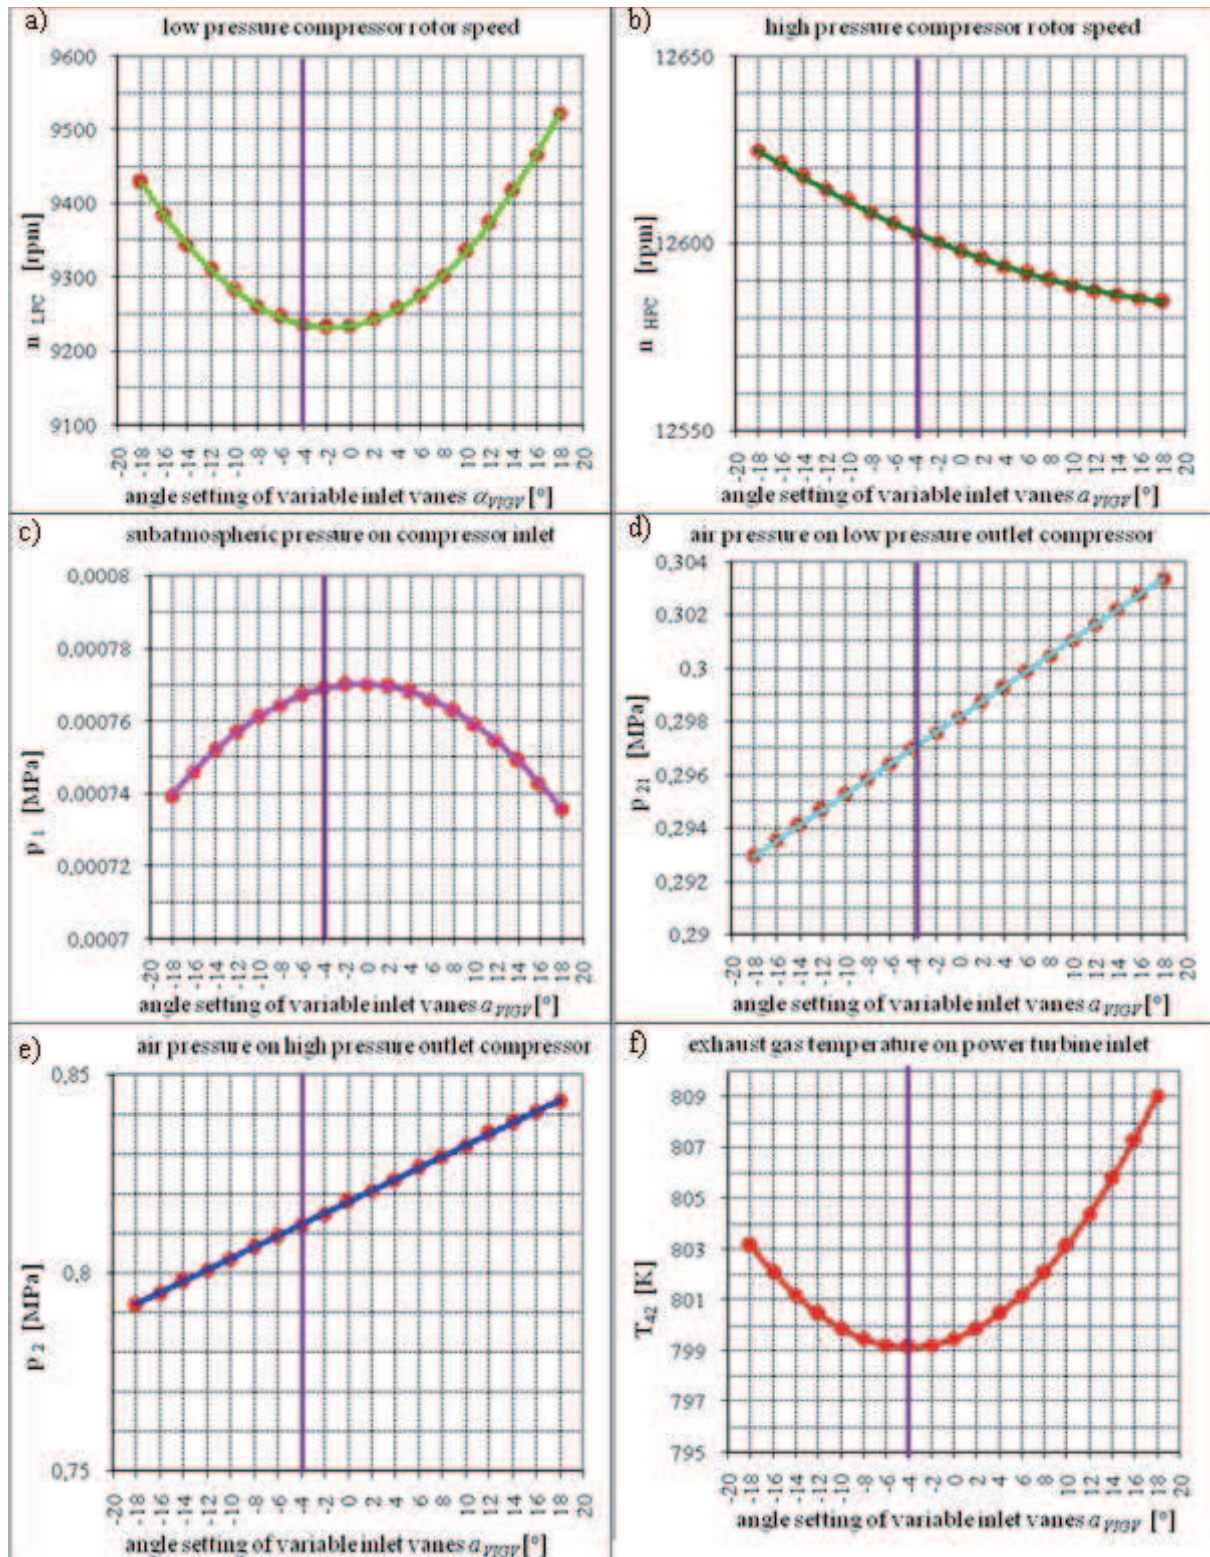 a)
low pressure compressor rotor speed
9600
9500
9400
9300
9200
9100
n LPC [rpm]
-20 -18 -16 -14 -12 -10 -8 -6 -4 -2 0 2 4 6 8 10 12 14 16 18 20
angle setting of variable inlet vanes α_VIGV [°]
b)
high pressure compressor rotor speed
12650
12600
12550
n HPC [rpm]
-20 -18 -16 -14 -12 -10 -8 -6 -4 -2 0 2 4 6 8 10 12 14 16 18 20
angle setting of variable inlet vanes a_VIGV [°]
c)
subatmospheric pressure on compressor inlet
0,0008
0,00078
0,00076
0,00074
0,00072
0,0007
p 1 [MPa]
-20 -18 -16 -14 -12 -10 -8 -6 -4 -2 0 2 4 6 8 10 12 14 16 18 20
angle setting of variable inlet vanes a_VIGV [°]
d)
air pressure on low pressure outlet compressor
0,304
0,302
0,3
0,298
0,296
0,294
0,292
0,29
p 21 [MPa]
-20 -18 -16 -14 -12 -10 -8 -6 -4 -2 0 2 4 6 8 10 12 14 16 18 20
angle setting of variable inlet vanes a_VIGV [°]
e)
air pressure on high pressure outlet compressor
0,85
0,8
0,75
p 2 [MPa]
-20 -18 -16 -14 -12 -10 -8 -6 -4 -2 0 2 4 6 8 10 12 14 16 18 20
angle setting of variable inlet vanes a_VIGV [°]
f)
exhaust gas temperature on power turbine inlet
809
807
805
803
801
799
797
795
T42 [K]
-20 -18 -16 -14 -12 -10 -8 -6 -4 -2 0 2 4 6 8 10 12 14 16 18 20
angle setting of variable inlet vanes a_VIGV [°]